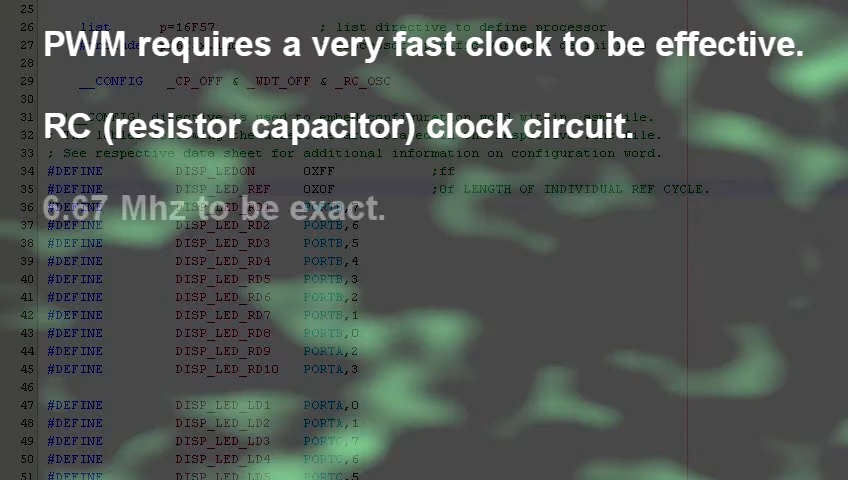 25
26 list p=16F57 ; list directive to define processor
PWM requires a very fast clock to be effective.
27
28
29 __CONFIG _CP_OFF & _WDT_OFF & _RC_OSC
30
31
RC (resistor capacitor) clock circuit.
32
33 ; See respective data sheet for additional information on configuration word.
34 #DEFINE DISP_LEDON 0XFF ;ff
35 #DEFINE DISP_LED_REF 0X0F ;0f LENGTH OF INDIVIDUAL REF CYCLE.
6.67 Mhz to be exact.
36 #DEFINE
37 #DEFINE DISP_LED_RD2 PORTB,6
38 #DEFINE DISP_LED_RD3 PORTB,5
39 #DEFINE DISP_LED_RD4 PORTB,4
40 #DEFINE DISP_LED_RD5 PORTB,3
41 #DEFINE DISP_LED_RD6 PORTB,2
42 #DEFINE DISP_LED_RD7 PORTB,1
43 #DEFINE DISP_LED_RD8 PORTB,0
44 #DEFINE DISP_LED_RD9 PORTA,2
45 #DEFINE DISP_LED_RD10 PORTA,3
46
47 #DEFINE DISP_LED_LD1 PORTA,0
48 #DEFINE DISP_LED_LD2 PORTA,1
49 #DEFINE DISP_LED_LD3 PORTC,7
50 #DEFINE DISP_LED_LD4 PORTC,6
51 #DEFINE DISP_LED_LD5 PORTC,5